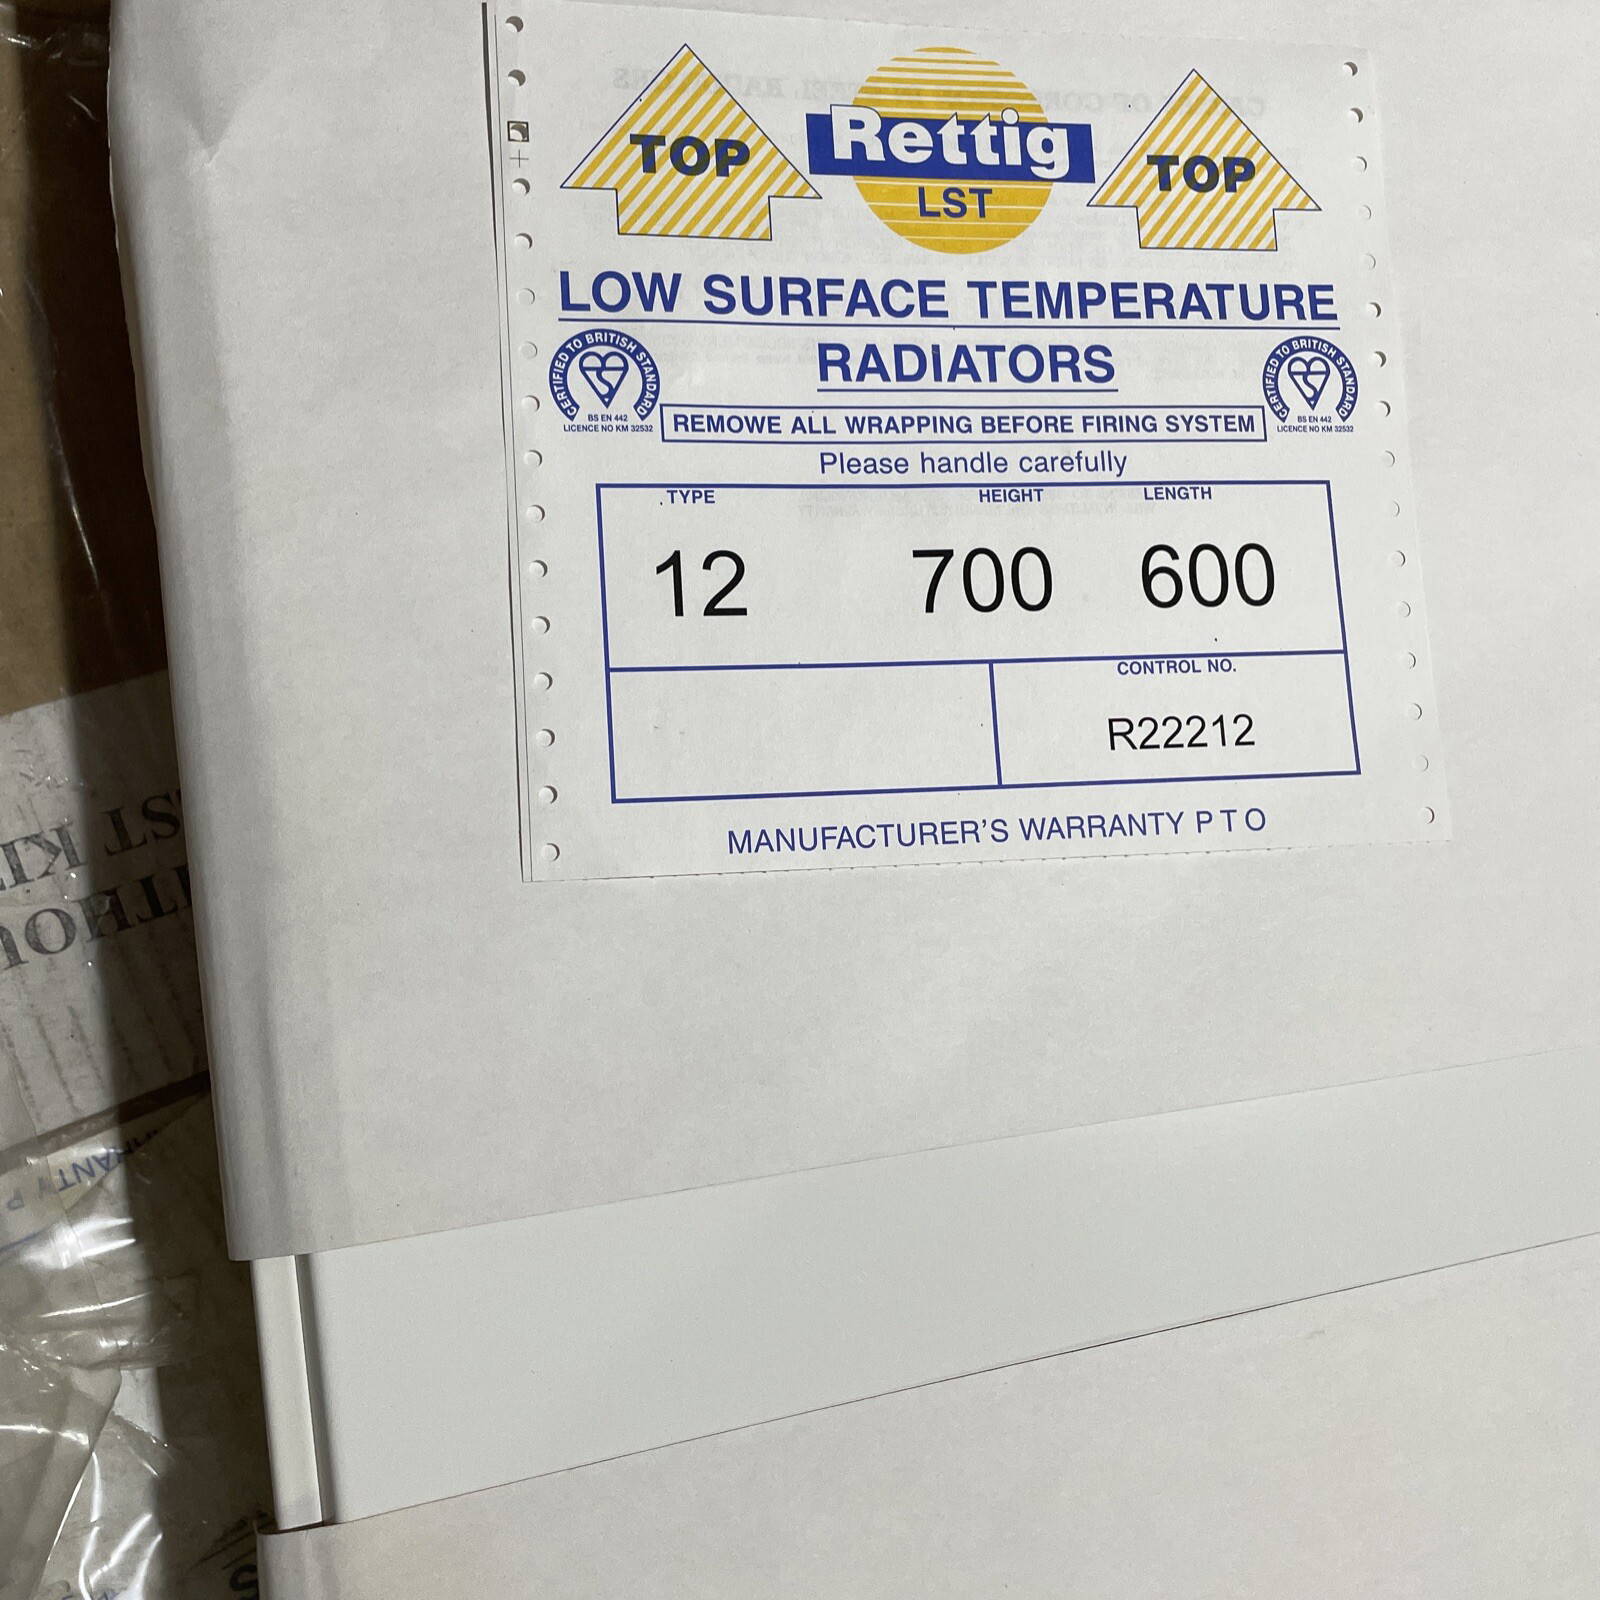 TOP
Rettig
LST
TOP
LOW SURFACE TEMPERATURE
RADIATORS
CERTIFIED TO BRITISH STANDARD
BS EN 442
LICENCE NO KM 32532
CERTIFIED TO BRITISH STANDARD
BS EN 442
LICENCE NO KM 32532
REMOWE ALL WRAPPING BEFORE FIRING SYSTEM
Please handle carefully
TYPE HEIGHT LENGTH
12 700 600
CONTROL NO.
R22212
MANUFACTURER'S WARRANTY P T O